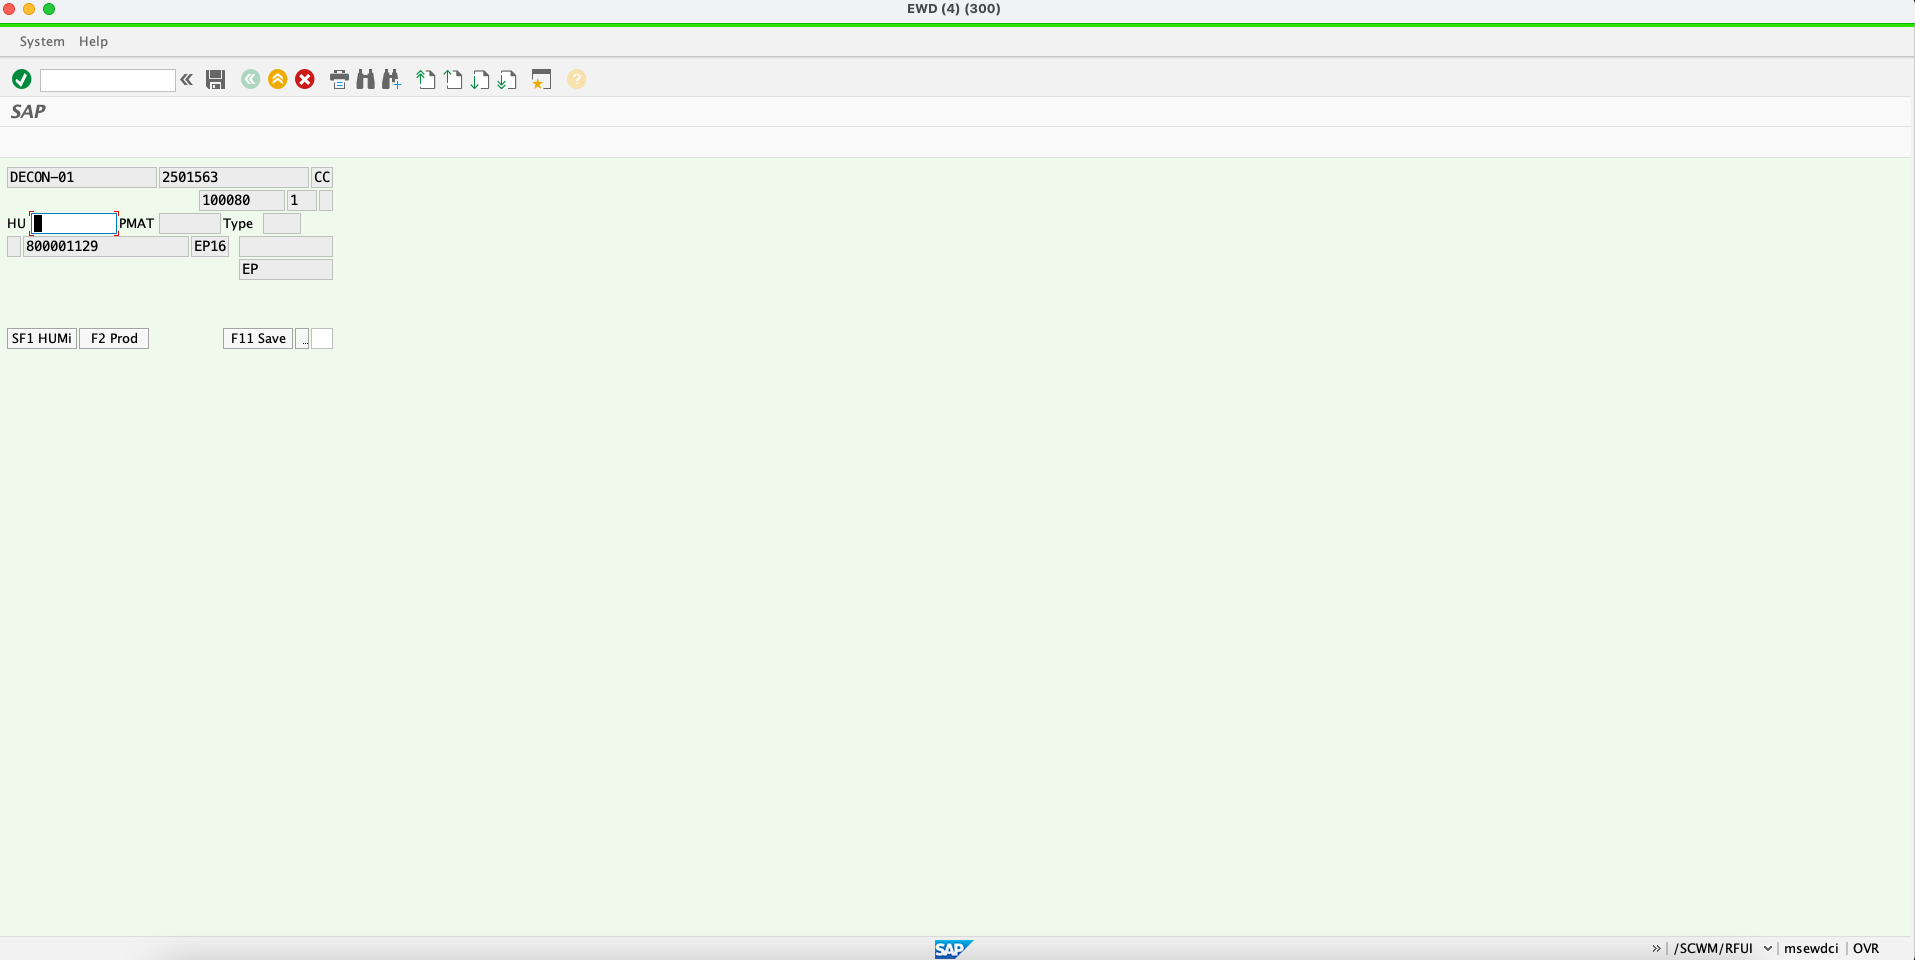 EWD (4) (300)
System Help
SAP
DECON-01 2501563 CC
100080 1
HU PMAT Type
800001129 EP16
EP
SF1 HUMi F2 Prod F11 Save ..
SAP » /SCWM/RFUI msewdci OVR